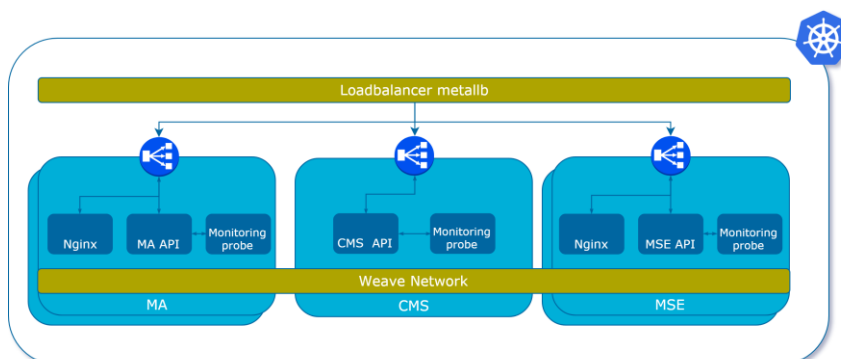 Loadbalancer metallb
Nginx
MA API
Monitoring
probe
CMS API
Monitoring
probe
Nginx
MSE API
Monitoring
probe
Weave Network
MA
CMS
MSE